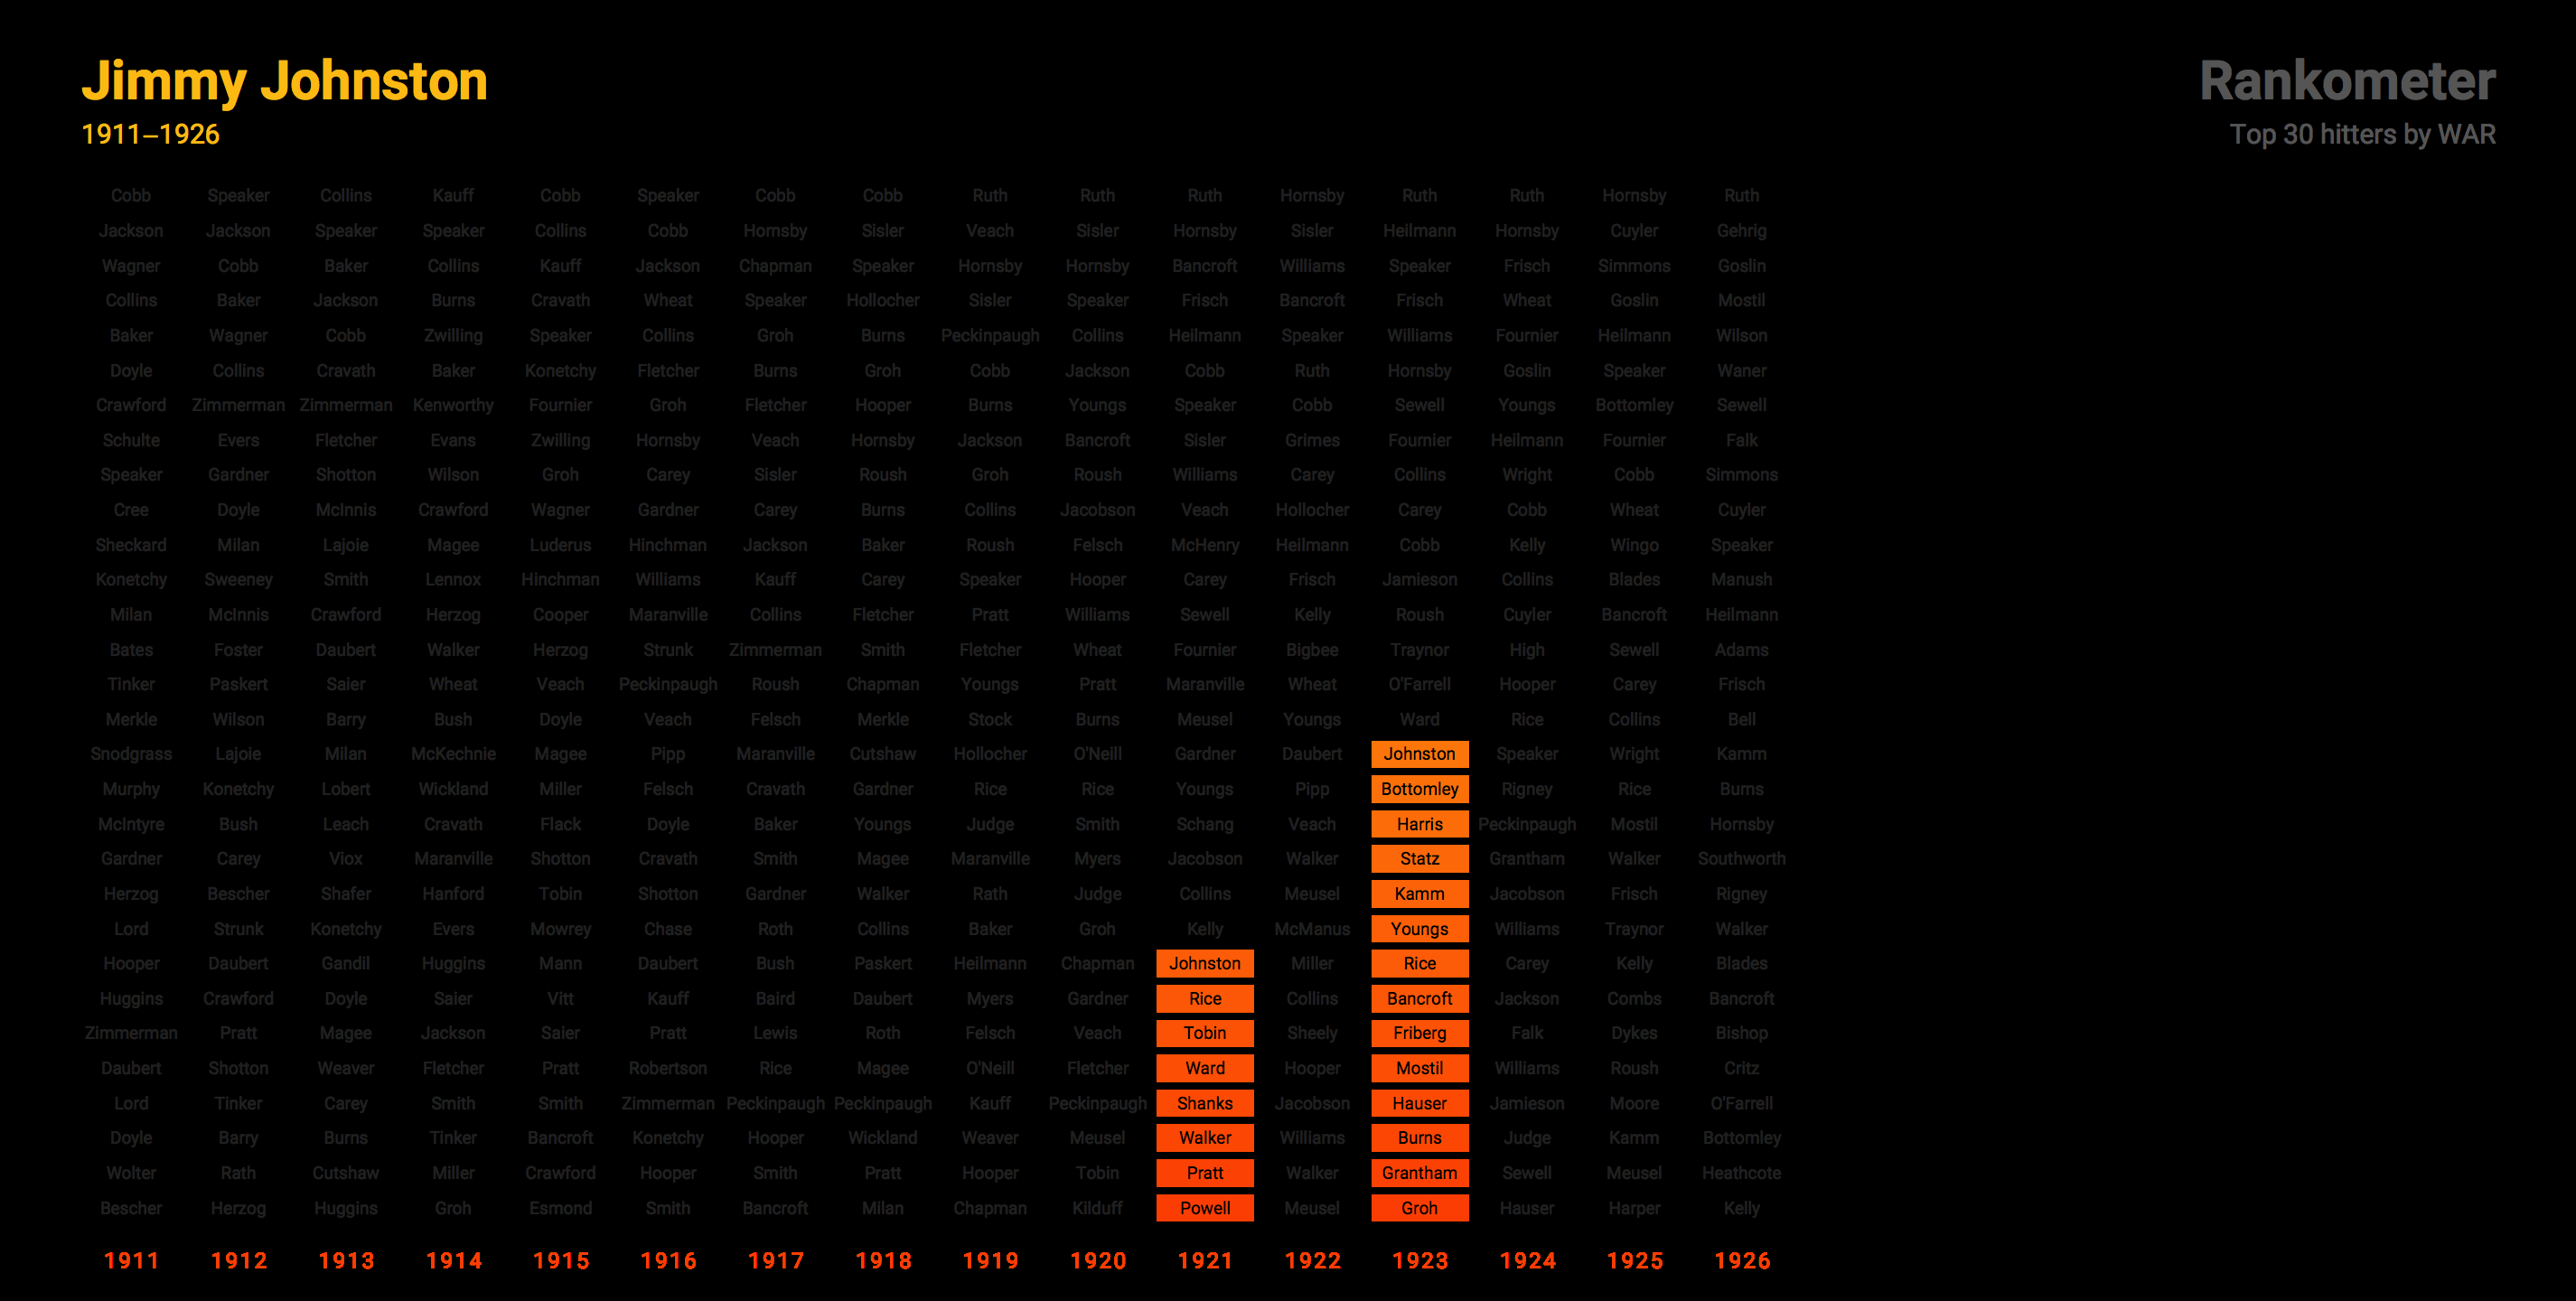 Jimmy Johnston
1911–1926
Rankometer
Top 30 hitters by WAR
Cobb Speaker Collins Kauff Cobb Speaker Cobb Cobb Ruth Ruth Ruth Hornsby Ruth Ruth Hornsby Ruth
Jackson Jackson Speaker Speaker Collins Cobb Hornsby Sisler Veach Sisler Hornsby Sisler Heilmann Hornsby Cuyler Gehrig
Wagner Cobb Baker Collins Kauff Jackson Chapman Speaker Hornsby Hornsby Bancroft Williams Speaker Frisch Simmons Goslin
Collins Baker Jackson Burns Cravath Wheat Speaker Hollocher Sisler Speaker Frisch Bancroft Frisch Wheat Goslin Mostil
Baker Wagner Cobb Zwilling Speaker Collins Groh Burns Peckinpaugh Collins Heilmann Speaker Williams Fournier Heilmann Wilson
Doyle Collins Cravath Baker Konetchy Fletcher Burns Groh Cobb Jackson Cobb Ruth Hornsby Goslin Speaker Waner
Crawford Zimmerman Zimmerman Kenworthy Fournier Groh Fletcher Hooper Burns Youngs Speaker Cobb Sewell Youngs Bottomley Sewell
Schulte Evers Fletcher Evans Zwilling Hornsby Veach Hornsby Jackson Bancroft Sisler Grimes Fournier Heilmann Fournier Falk
Speaker Gardner Shotton Wilson Groh Carey Sisler Roush Groh Roush Williams Carey Collins Wright Cobb Simmons
Cree Doyle McInnis Crawford Wagner Gardner Carey Burns Collins Jacobson Veach Hollocher Carey Cobb Wheat Cuyler
Sheckard Milan Lajoie Magee Luderus Hinchman Jackson Baker Roush Felsch McHenry Heilmann Cobb Kelly Wingo Speaker
Konetchy Sweeney Smith Lennox Hinchman Williams Kauff Carey Speaker Hooper Carey Frisch Jamieson Collins Blades Manush
Milan McInnis Crawford Herzog Cooper Maranville Collins Fletcher Pratt Williams Sewell Kelly Roush Cuyler Bancroft Heilmann
Bates Foster Daubert Walker Herzog Strunk Zimmerman Smith Fletcher Wheat Fournier Bigbee Traynor High Sewell Adams
Tinker Paskert Saier Wheat Veach Peckinpaugh Roush Chapman Youngs Pratt Maranville Wheat O'Farrell Hooper Carey Frisch
Merkle Wilson Barry Bush Doyle Veach Felsch Merkle Stock Burns Meusel Youngs Ward Rice Collins Bell
Snodgrass Lajoie Milan McKechnie Magee Pipp Maranville Cutshaw Hollocher O'Neill Gardner Daubert Johnston Speaker Wright Kamm
Murphy Konetchy Lobert Wickland Miller Felsch Cravath Gardner Rice Rice Youngs Pipp Bottomley Rigney Rice Burns
McIntyre Bush Leach Cravath Flack Doyle Baker Youngs Judge Smith Schang Veach Harris Peckinpaugh Mostil Hornsby
Gardner Carey Viox Maranville Shotton Cravath Smith Magee Maranville Myers Jacobson Walker Statz Grantham Walker Southworth
Herzog Bescher Shafer Hanford Tobin Shotton Gardner Walker Rath Judge Collins Meusel Kamm Jacobson Frisch Rigney
Lord Strunk Konetchy Evers Mowrey Chase Roth Collins Baker Groh Kelly McManus Youngs Williams Traynor Walker
Hooper Daubert Gandil Huggins Mann Daubert Bush Paskert Heilmann Chapman Johnston Miller Rice Carey Kelly Blades
Huggins Crawford Doyle Saier Vitt Kauff Baird Daubert Myers Gardner Rice Collins Bancroft Jackson Combs Bancroft
Zimmerman Pratt Magee Jackson Saier Pratt Lewis Roth Felsch Veach Tobin Sheely Friberg Falk Dykes Bishop
Daubert Shotton Weaver Fletcher Pratt Robertson Rice Magee O'Neill Fletcher Ward Hooper Mostil Williams Roush Critz
Lord Tinker Carey Smith Smith Zimmerman Peckinpaugh Peckinpaugh Kauff Peckinpaugh Shanks Jacobson Hauser Jamieson Moore O'Farrell
Doyle Barry Burns Tinker Bancroft Konetchy Hooper Wickland Weaver Meusel Walker Williams Burns Judge Kamm Bottomley
Wolter Rath Cutshaw Miller Crawford Hooper Smith Pratt Hooper Tobin Pratt Walker Grantham Sewell Meusel Heathcote
Bescher Herzog Huggins Groh Esmond Smith Bancroft Milan Chapman Kilduff Powell Meusel Groh Hauser Harper Kelly
1911 1912 1913 1914 1915 1916 1917 1918 1919 1920 1921 1922 1923 1924 1925 1926